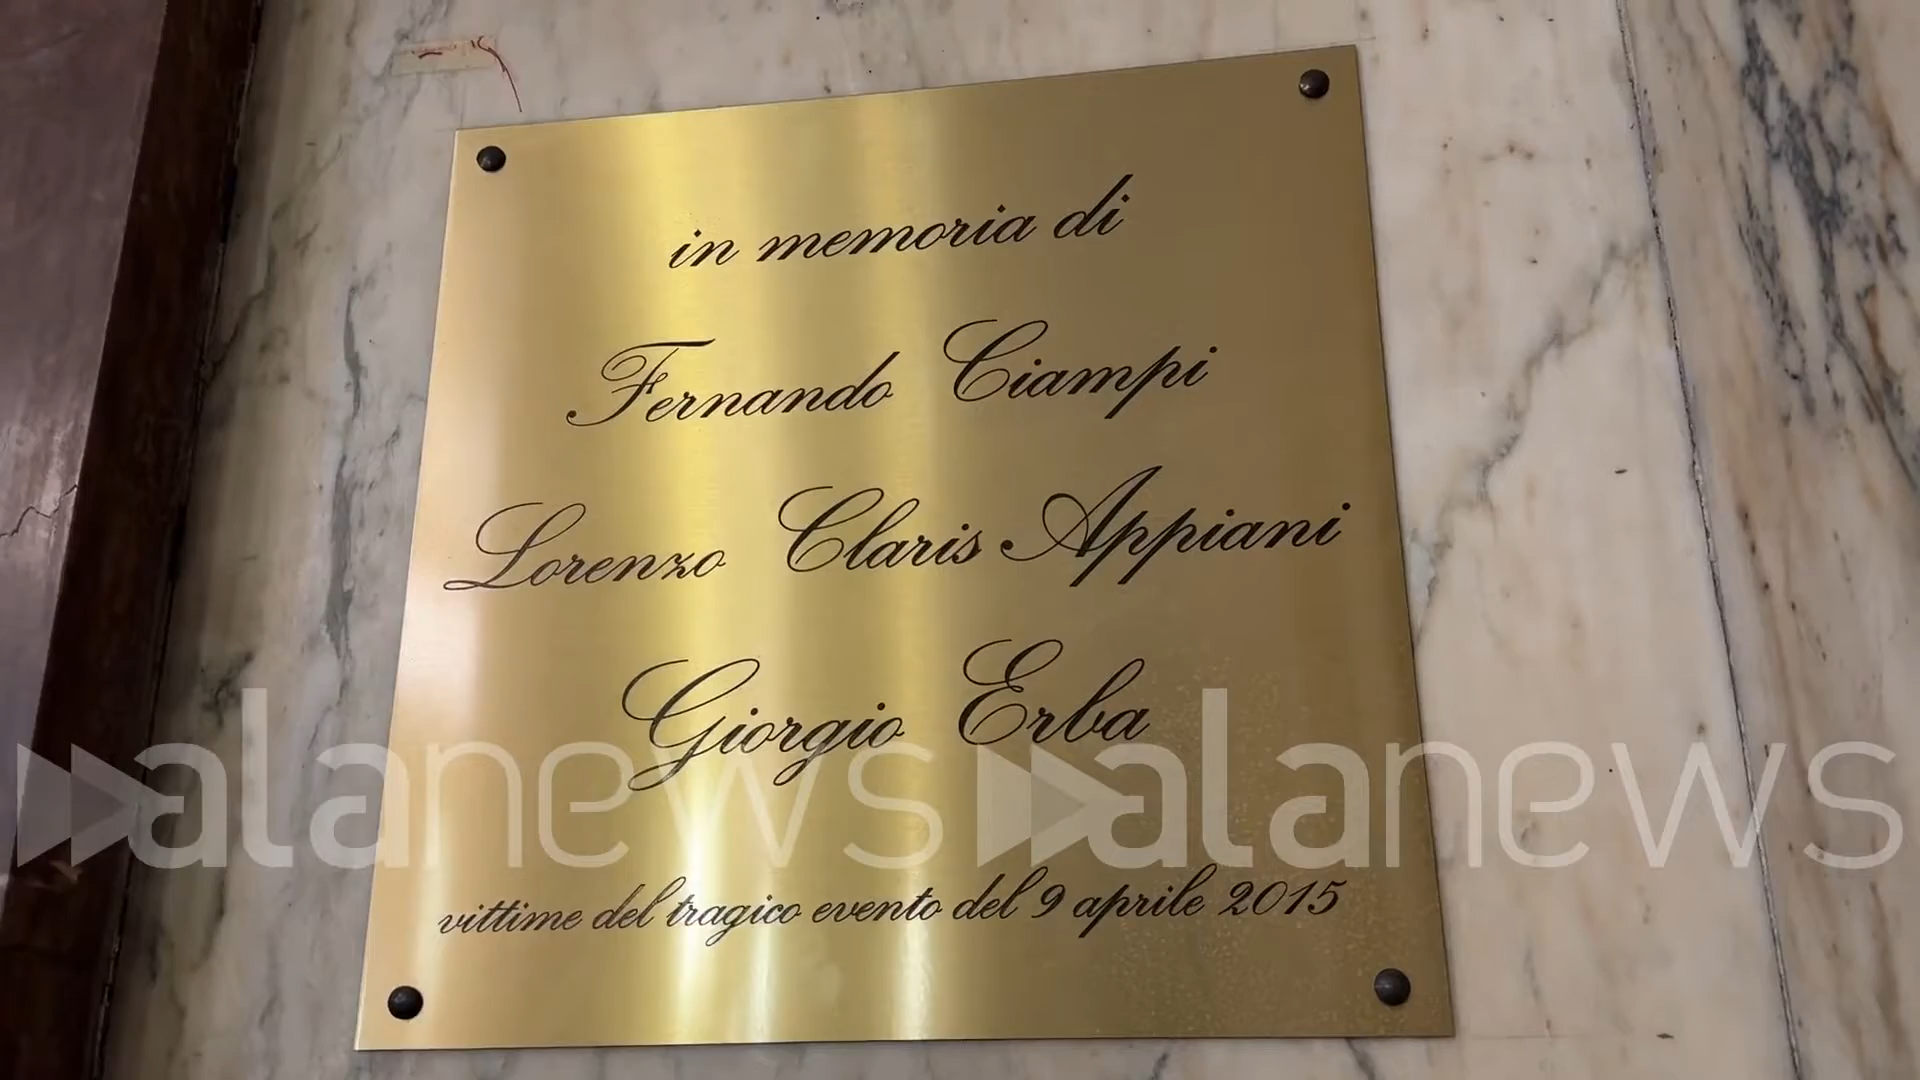 in memoria di
Fernando Ciampi
Lorenzo Claris Appiani
Giorgio Erba
alanews alanews
vittime del tragico evento del 9 aprile 2015